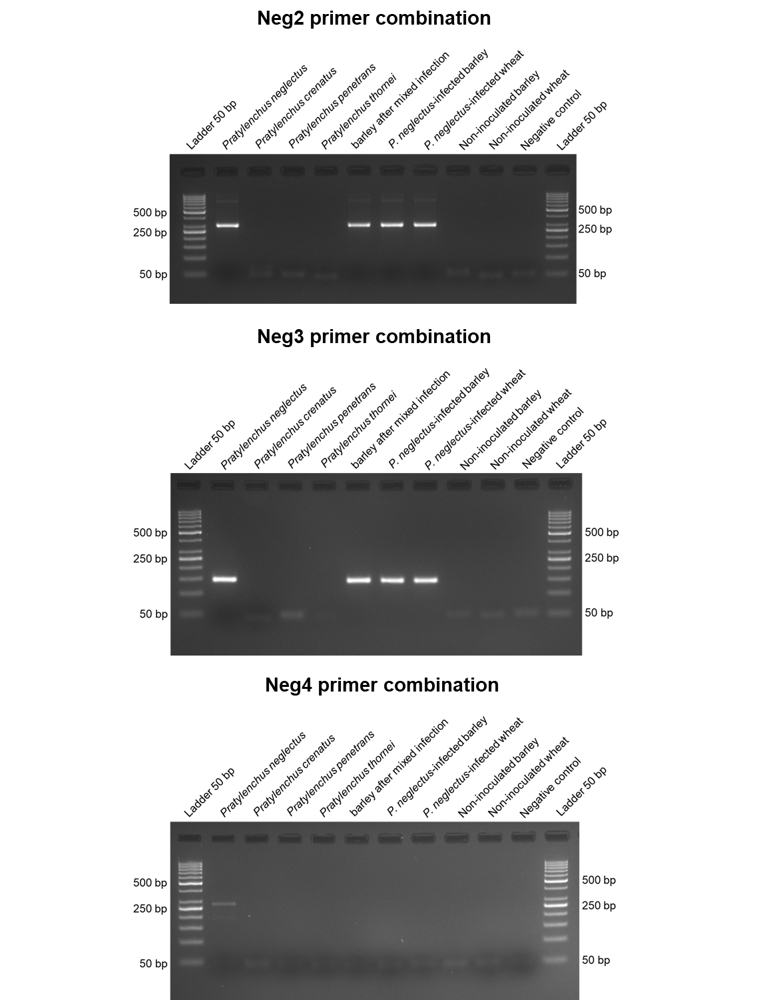 Neg2 primer combination
Ladder 50 bp
Pratylenchus neglectus
Pratylenchus crenatus
Pratylenchus penetrans
Pratylenchus thornei
barley after mixed infection
P. neglectus-infected barley
P. neglectus-infected wheat
Non-inoculated barley
Non-inoculated wheat
Negative control
Ladder 50 bp
500 bp
250 bp
50 bp
500 bp
250 bp
50 bp
Neg3 primer combination
Ladder 50 bp
Pratylenchus neglectus
Pratylenchus crenatus
Pratylenchus penetrans
Pratylenchus thornei
barley after mixed infection
P. neglectus-infected barley
P. neglectus-infected wheat
Non-inoculated barley
Non-inoculated wheat
Negative control
Ladder 50 bp
500 bp
250 bp
50 bp
500 bp
250 bp
50 bp
Neg4 primer combination
Ladder 50 bp
Pratylenchus neglectus
Pratylenchus crenatus
Pratylenchus penetrans
Pratylenchus thornei
barley after mixed infection
P. neglectus-infected barley
P. neglectus-infected wheat
Non-inoculated barley
Non-inoculated wheat
Negative control
Ladder 50 bp
500 bp
250 bp
50 bp
500 bp
250 bp
50 bp